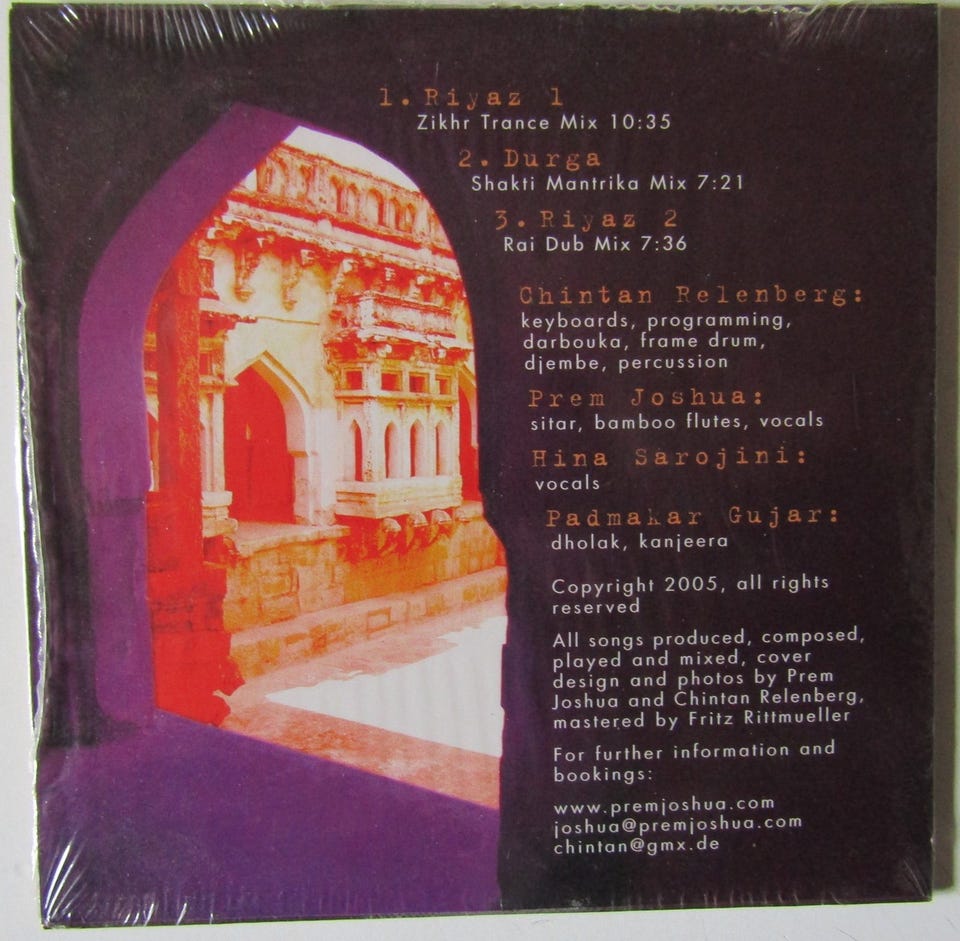 1. Riyaz 1
Zikhr Trance Mix 10:35
2. Durga
Shakti Mantrika Mix 7:21
3. Riyaz 2
Rai Dub Mix 7:36
Chintan Relenberg:
keyboards, programming,
darbouka, frame drum,
djembe, percussion
Prem Joshua:
sitar, bamboo flutes, vocals
Hina Sarojini:
vocals
Padmakar Gujar:
dholak, kanjeera
Copyright 2005, all rights
reserved
All songs produced, composed,
played and mixed, cover
design and photos by Prem
Joshua and Chintan Relenberg,
mastered by Fritz Rittmueller
For further information and
bookings:
www.premjoshua.com
joshua@premjoshua.com
chintan@gmx.de